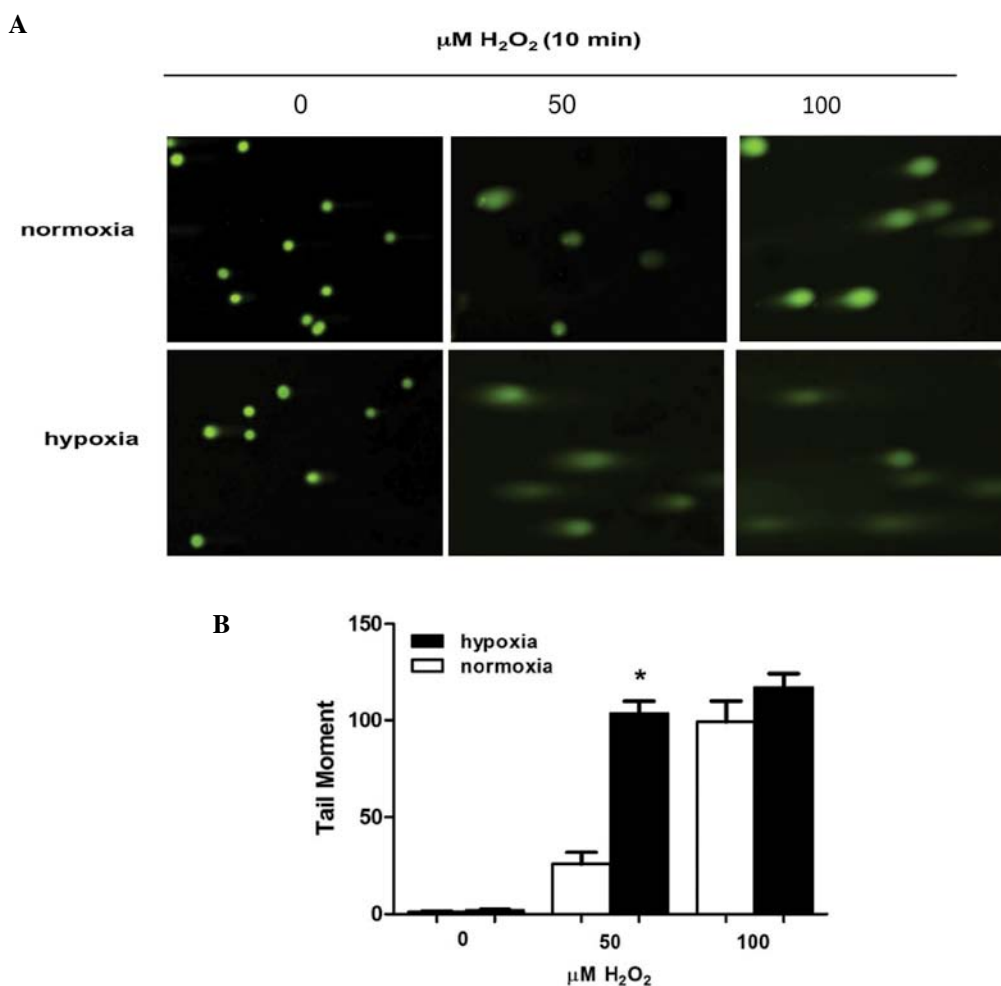 A
μM H₂O₂ (10 min)
0 50 100
normoxia
hypoxia
B
150
hypoxia
normoxia
*
100
Tail Moment
50
0
0 50 100
μM H₂O₂